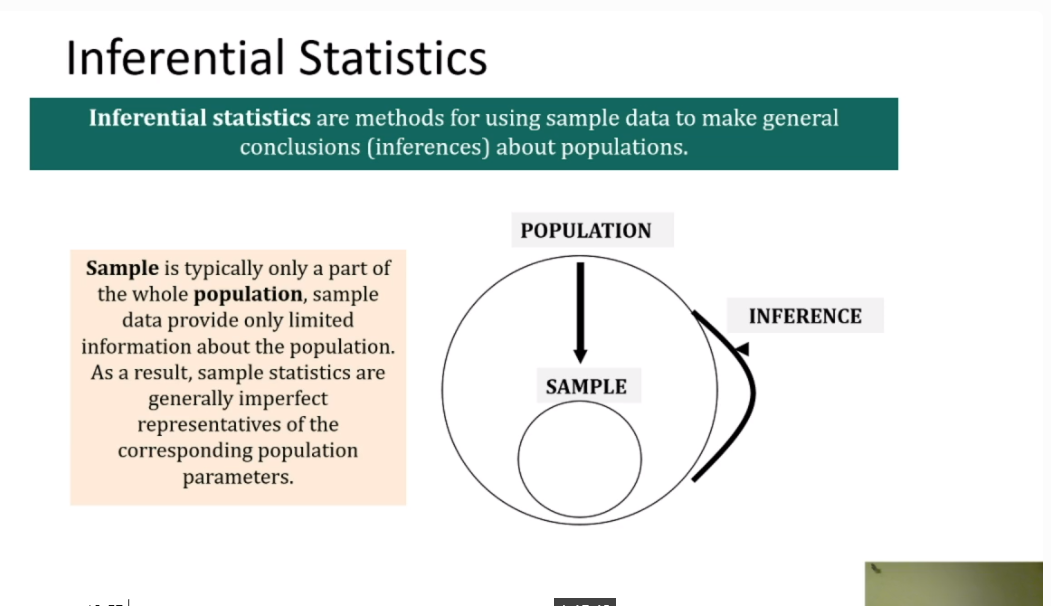 Inferential Statistics
Inferential statistics are methods for using sample data to make general
conclusions (inferences) about populations.
POPULATION
Sample is typically only a part of
the whole population, sample
data provide only limited
information about the population.
As a result, sample statistics are
generally imperfect
representatives of the
corresponding population
parameters.
INFERENCE
SAMPLE